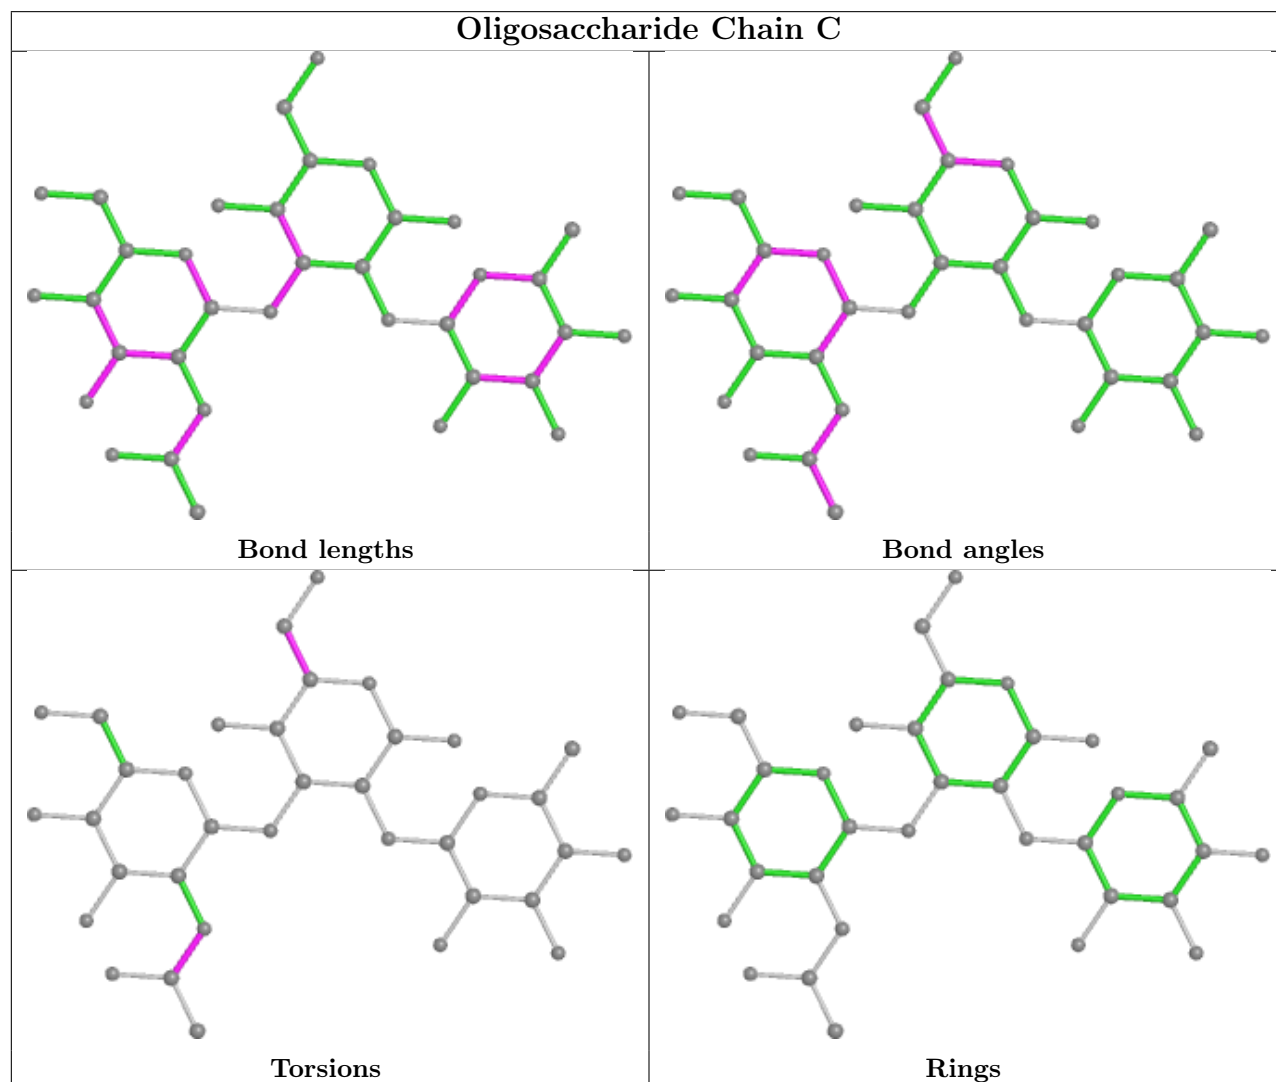 Oligosaccharide Chain C
Bond lengths
Bond angles
Torsions
Rings